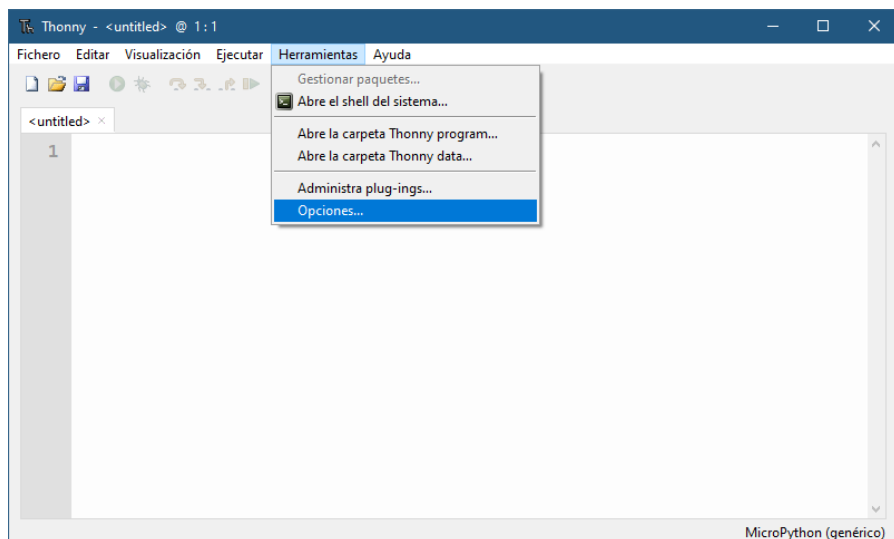 Thonny - <untitled> @ 1:1
Fichero Editar Visualización Ejecutar Herramientas Ayuda
Gestionar paquetes...
Abre el shell del sistema...
<untitled>
Abre la carpeta Thonny program...
1
Abre la carpeta Thonny data...
Administra plug-ings...
Opciones...
MicroPython (genérico)